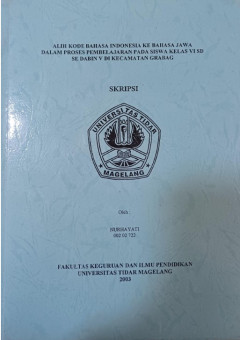 ALIH KODE BAHASA INDONESIA KE BAHASA JAWA
DALAM PROSES PEMBELAJARAN PADA SISWA KELAS VI SD
SE DABIN V DI KECAMATAN GRABAG
SKRIPSI
UNIVERSITAS TIDAR
MAGELANG
Oleh
FAKULTAS KEGURUAN DAN ILMU PENDIDIKAN
UNIVERSITAS TIDAR MAGELANG
2003